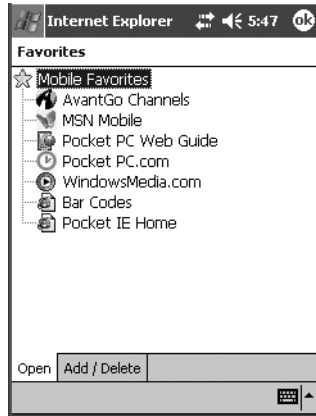 Internet Explorer 5:47 ok
Favorites
Mobile Favorites
AvantGo Channels
MSN Mobile
Pocket PC Web Guide
Pocket PC.com
WindowsMedia.com
Bar Codes
Pocket IE Home
Open Add / Delete